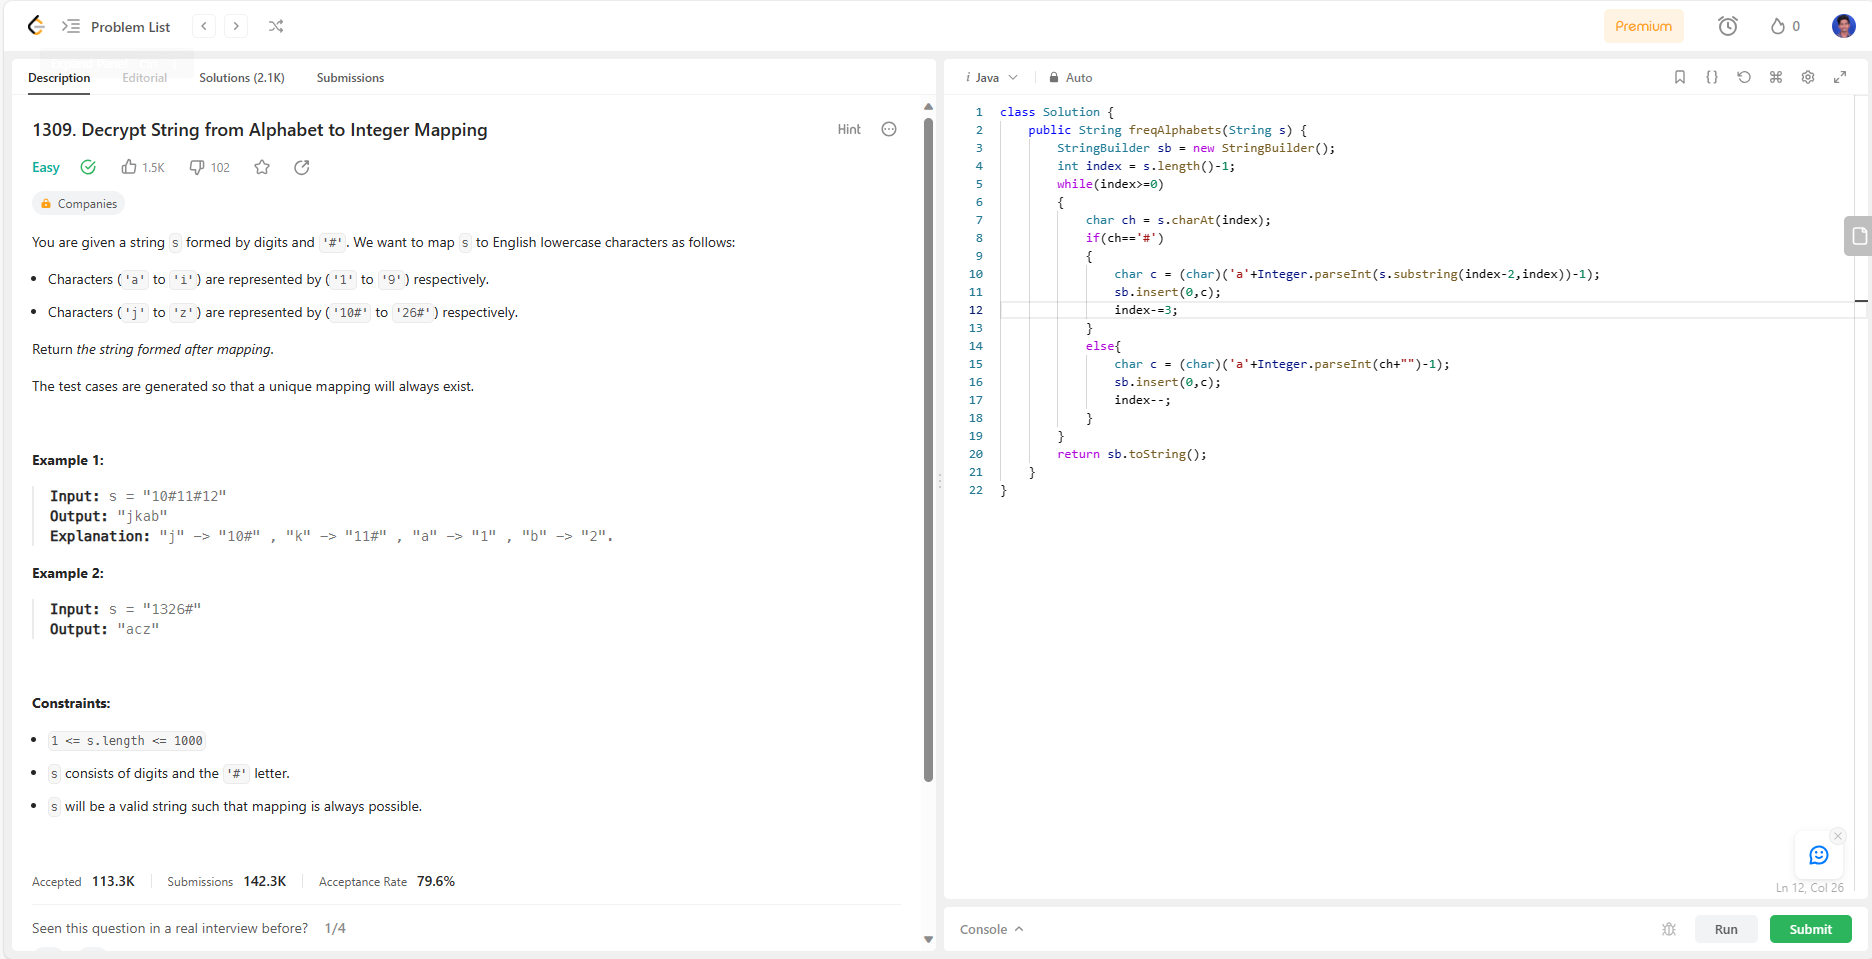 Problem List
Premium
0
Description
Editorial
Solutions (2.1K)
Submissions
1309. Decrypt String from Alphabet to Integer Mapping
Hint
Easy
1.5K
102
Companies
You are given a string s formed by digits and '#'. We want to map s to English lowercase characters as follows:
• Characters ('a' to 'i') are represented by ('1' to '9') respectively.
• Characters ('j' to 'z') are represented by ('10#' to '26#') respectively.
Return the string formed after mapping.
The test cases are generated so that a unique mapping will always exist.
Example 1:
Input: s = "10#11#12"
Output: "jkab"
Explanation: "j" -> "10#" , "k" -> "11#" , "a" -> "1" , "b" -> "2".
Example 2:
Input: s = "1326#"
Output: "acz"
Constraints:
• 1 <= s.length <= 1000
• s consists of digits and the '#' letter.
• s will be a valid string such that mapping is always possible.
Accepted 113.3K
Submissions 142.3K
Acceptance Rate 79.6%
Seen this question in a real interview before? 1/4
i Java
Auto
1 class Solution {
2 public String freqAlphabets(String s) {
3 StringBuilder sb = new StringBuilder();
4 int index = s.length()-1;
5 while(index>=0)
6 {
7 char ch = s.charAt(index);
8 if(ch=='#')
9 {
10 char c = (char)('a'+Integer.parseInt(s.substring(index-2,index))-1);
11 sb.insert(0,c);
12 index-=3;
13 }
14 else{
15 char c = (char)('a'+Integer.parseInt(ch+"")-1);
16 sb.insert(0,c);
17 index--;
18 }
19 }
20 return sb.toString();
21 }
22 }
Ln 12, Col 26
Console
Run
Submit